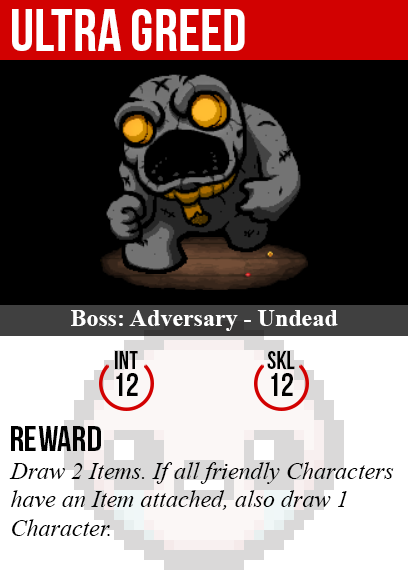 ULTRA GREED
Boss: Adversary - Undead
INT SKL
12 12
REWARD
Draw 2 Items. If all friendly Characters
have an Item attached, also draw 1
Character.